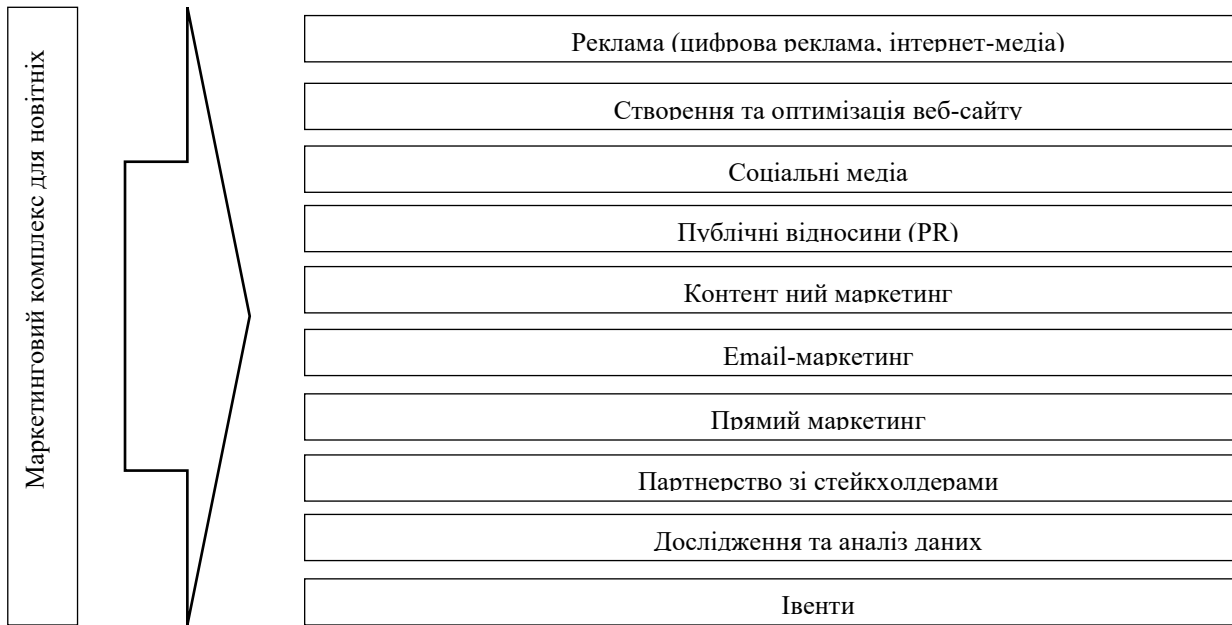 Маркетинговий комплекс для новітніх
Реклама (цифрова реклама, інтернет-медіа)
Створення та оптимізація веб-сайту
Соціальні медіа
Публічні відносини (PR)
Контент ний маркетинг
Email-маркетинг
Прямий маркетинг
Партнерство зі стейкхолдерами
Дослідження та аналіз даних
Івенти